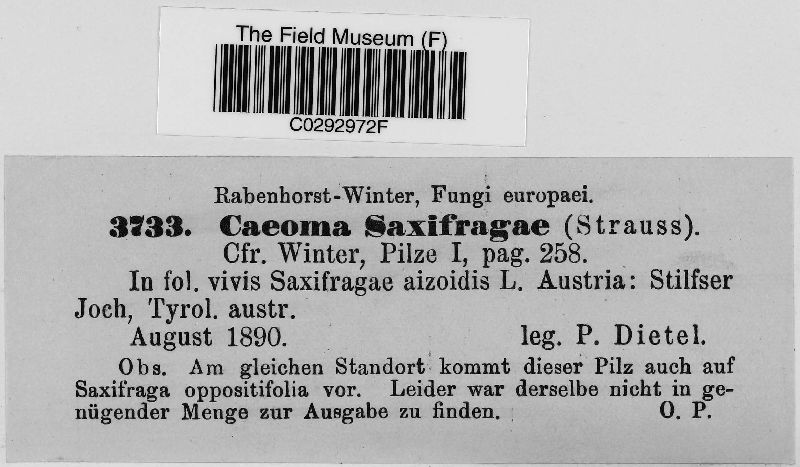 The Field Museum (F)
C0292972F
Rabenhorst-Winter, Fungi europaei.
3733. Caeoma Saxifragae (Strauss).
Cfr. Winter, Pilze I, pag. 258.
In fol. vivis Saxifragae aizoidis L. Austria: Stilfser
Joch, Tyrol. austr.
August 1890. leg. P. Dietel.
Obs. Am gleichen Standort kommt dieser Pilz auch auf
Saxifraga oppositifolia vor. Leider war derselbe nicht in ge-
nügender Menge zur Ausgabe zu finden. O. P.